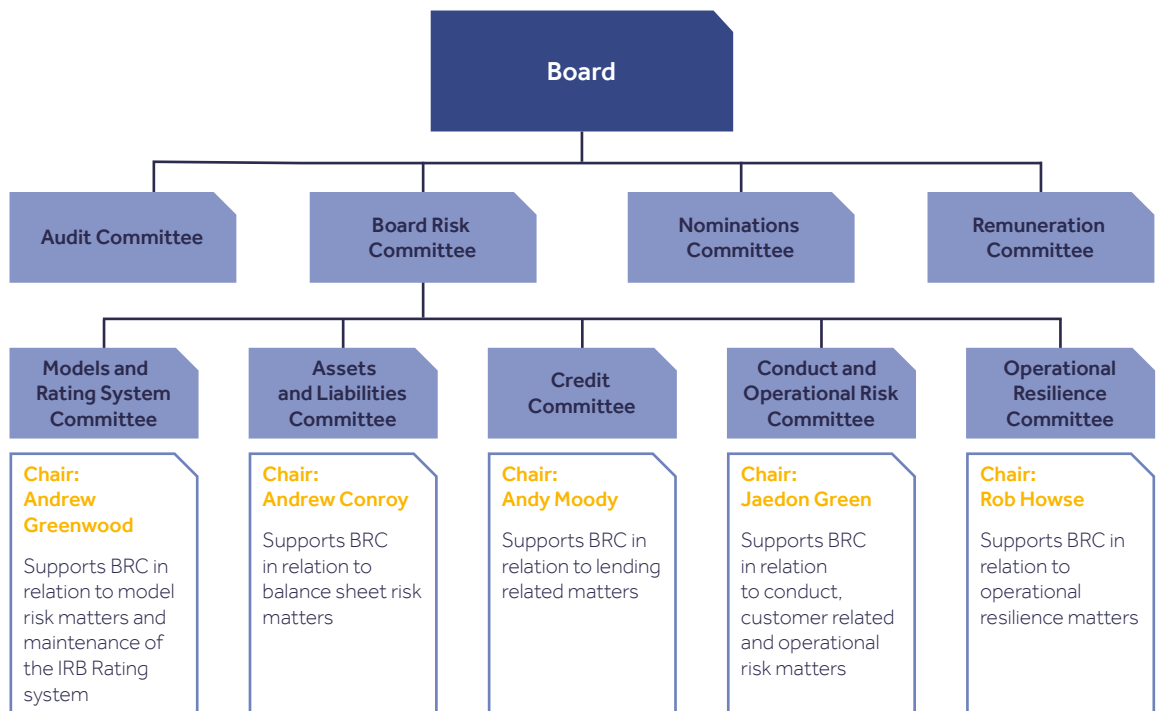 Board
Audit Committee
Board Risk
Committee
Nominations
Committee
Remuneration
Committee
Models and
Rating System
Committee
Assets
and Liabilities
Committee
Credit
Committee
Conduct and
Operational Risk
Committee
Operational
Resilience
Committee
Chair:
Andrew
Greenwood
Supports BRC in
relation to model
risk matters and
maintenance of
the IRB Rating
system
Chair:
Andrew Conroy
Supports BRC
in relation to
balance sheet risk
matters
Chair:
Andy Moody
Supports BRC in
relation to lending
related matters
Chair:
Jaedon Green
Supports BRC
in relation
to conduct,
customer related
and operational
risk matters
Chair:
Rob Howse
Supports BRC in
relation to
operational
resilience matters